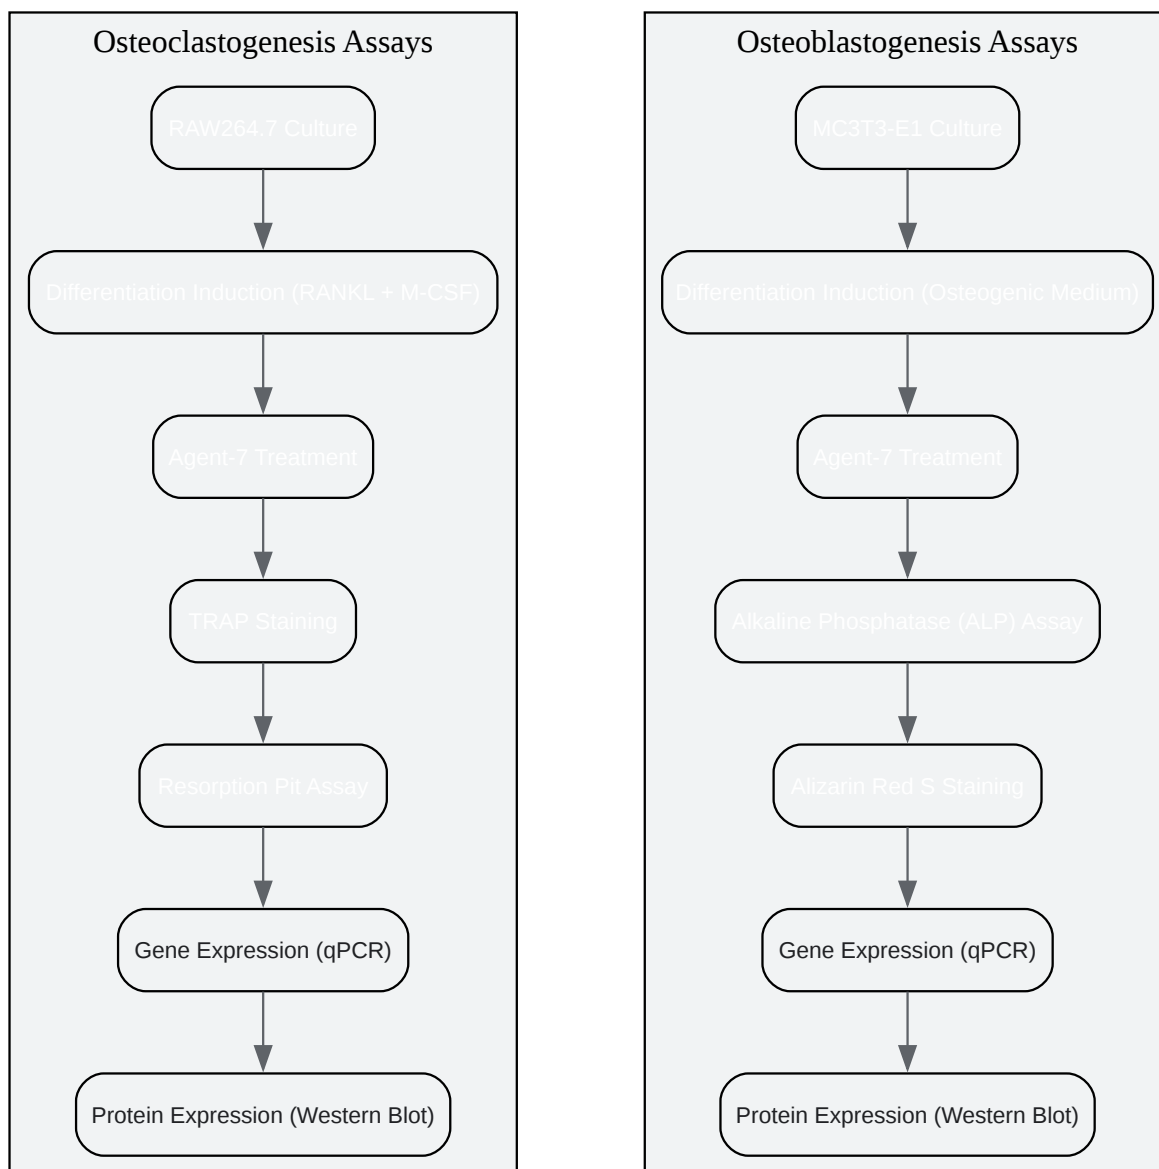 Osteoclastogenesis Assays
RAW264.7 Culture
Differentiation Induction (RANKL + M-CSF)
Agent-7 Treatment
TRAP Staining
Resorption Pit Assay
Gene Expression (qPCR)
Protein Expression (Western Blot)
Osteoblastogenesis Assays
MC3T3-E1 Culture
Differentiation Induction (Osteogenic Medium)
Agent-7 Treatment
Alkaline Phosphatase (ALP) Assay
Alizarin Red S Staining
Gene Expression (qPCR)
Protein Expression (Western Blot)